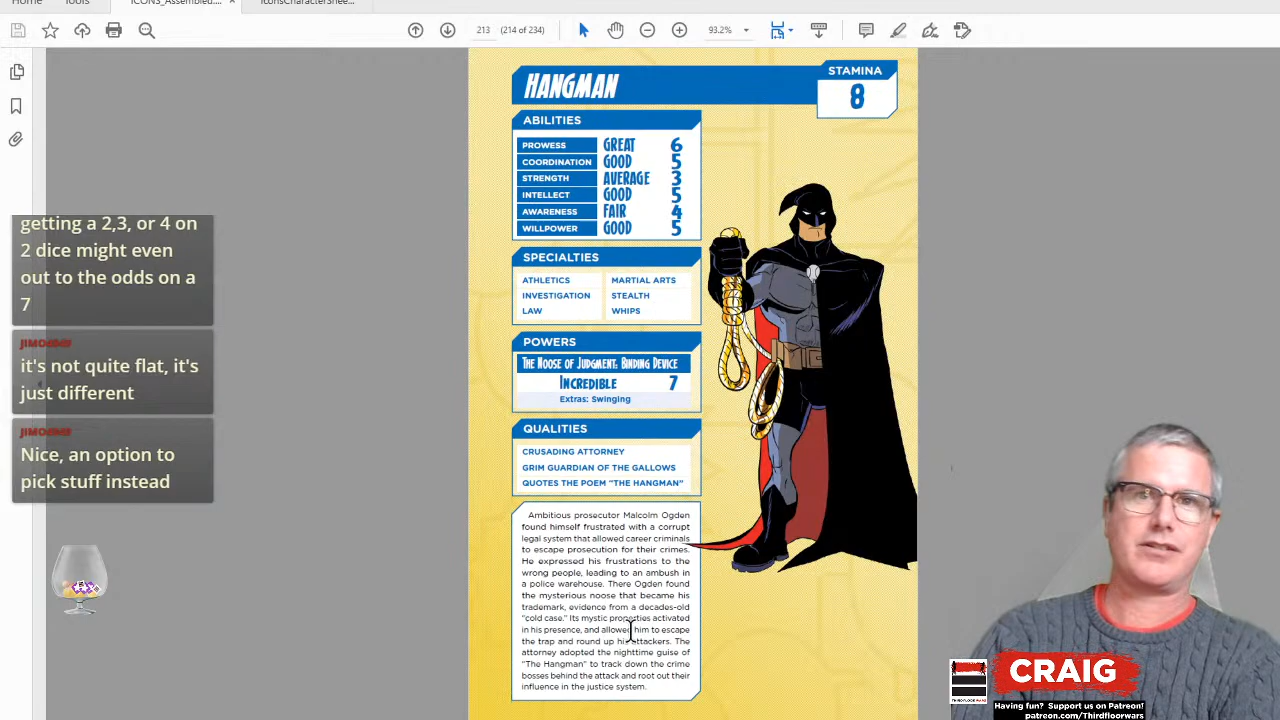 Home
Tools
ICONS_Assembled....
IconsCharacterShee...
213
(214 of 234)
93.2%
HANGMAN
STAMINA
8
ABILITIES
PROWESS GREAT 6
COORDINATION GOOD 5
STRENGTH AVERAGE 3
INTELLECT GOOD 5
AWARENESS FAIR 4
WILLPOWER GOOD 5
SPECIALTIES
ATHLETICS MARTIAL ARTS
INVESTIGATION STEALTH
LAW WHIPS
POWERS
THE NOOSE OF JUDGMENT: BINDING DEVICE
INCREDIBLE 7
Extras: Swinging
QUALITIES
CRUSADING ATTORNEY
GRIM GUARDIAN OF THE GALLOWS
QUOTES THE POEM "THE HANGMAN"
Ambitious prosecutor Malcolm Ogden
found himself frustrated with a corrupt
legal system that allowed career criminals
to escape prosecution for their crimes.
He expressed his frustrations to the
wrong people, leading to an ambush in
a police warehouse. There Ogden found
the mysterious noose that became his
trademark, evidence from a decades-old
"cold case." Its mystic properties activated
in his presence, and allowed him to escape
the trap and round up his attackers. The
attorney adopted the nighttime guise of
"The Hangman" to track down the crime
bosses behind the attack and root out their
influence in the justice system.
getting a 2,3, or 4 on
2 dice might even
out to the odds on a
7
it's not quite flat, it's
just different
Nice, an option to
pick stuff instead
CRAIG
Having fun? Support us on Patreon!
patreon.com/Thirdfloorwars